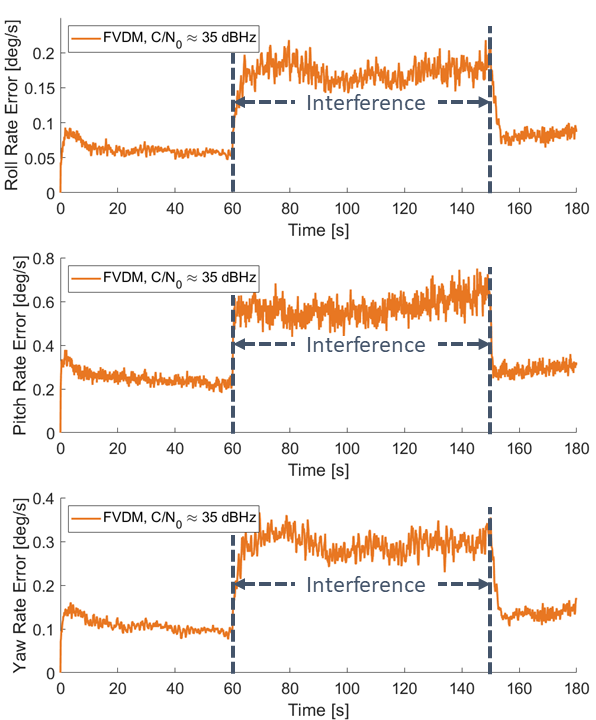 Roll Rate Error [deg/s]
0.2
0.15
0.1
0.05
0
FVDM, C/N0 ≈ 35 dBHz
Interference
0 20 40 60 80 100 120 140 160 180
Time [s]
Pitch Rate Error [deg/s]
0.8
0.6
0.4
0.2
0
FVDM, C/N0 ≈ 35 dBHz
Interference
0 20 40 60 80 100 120 140 160 180
Time [s]
Yaw Rate Error [deg/s]
0.4
0.3
0.2
0.1
0
FVDM, C/N0 ≈ 35 dBHz
Interference
0 20 40 60 80 100 120 140 160 180
Time [s]